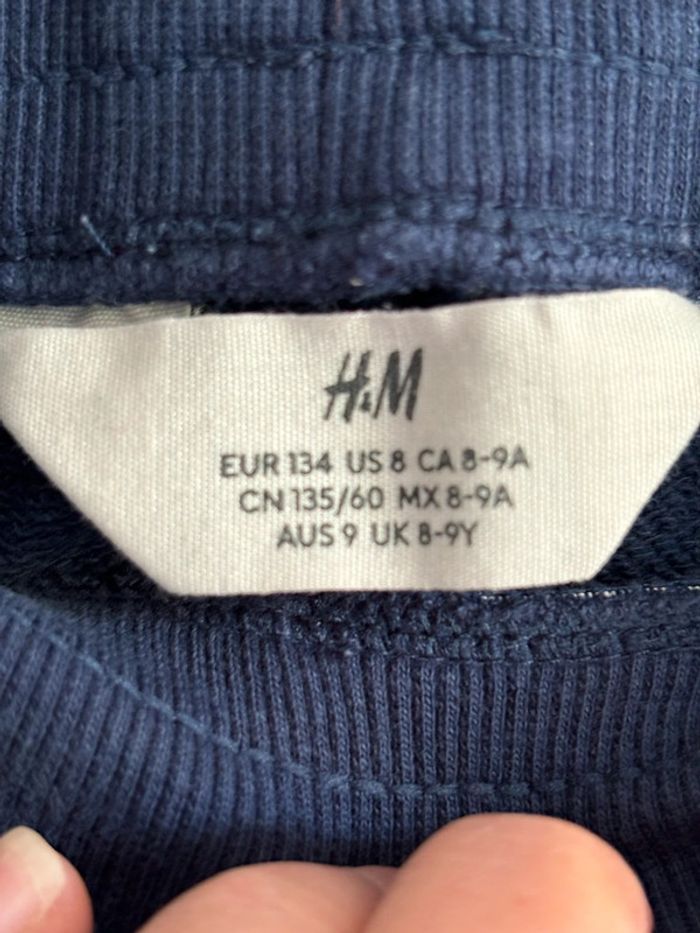 H&M
EUR 134 US 8 CA 8-9A
CN 135/60 MX 8-9A
AUS 9 UK 8-9Y